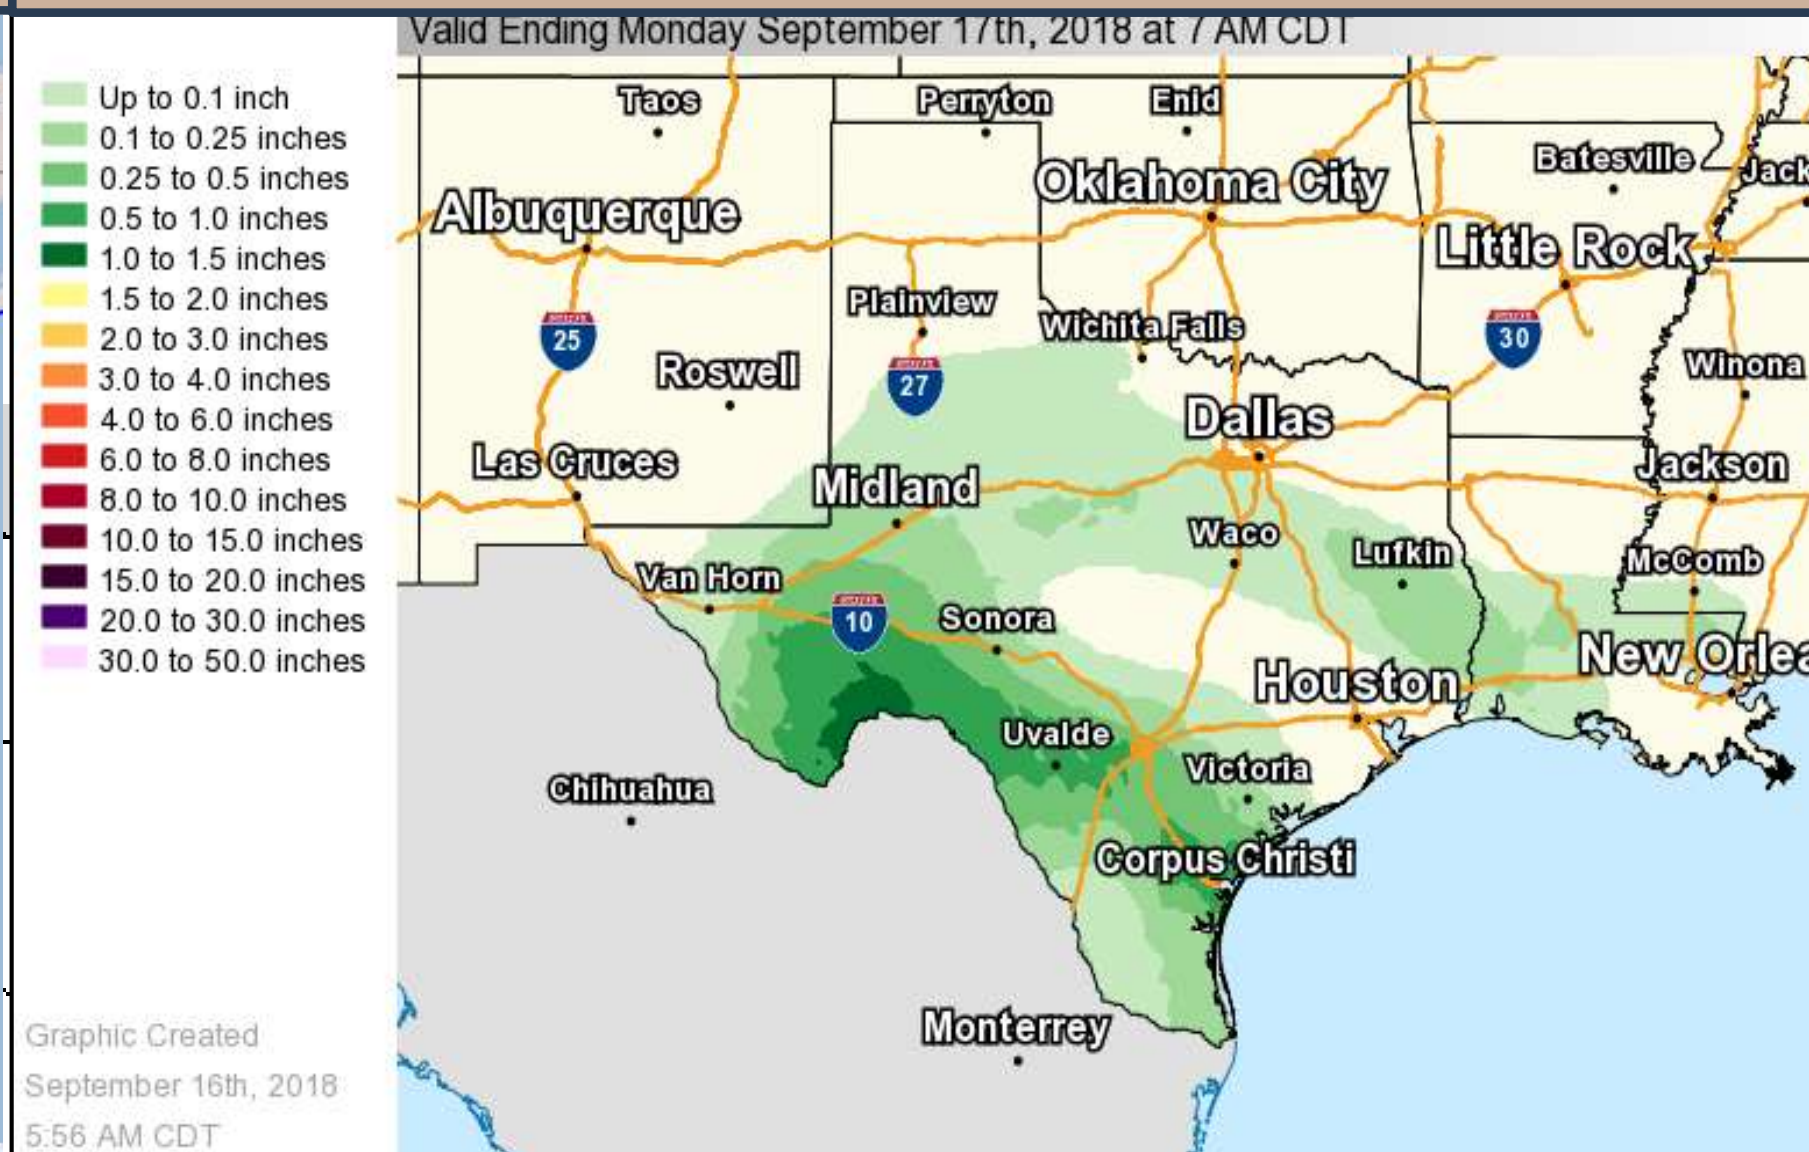 Valid Ending Monday September 17th, 2018 at 7 AM CDT
Up to 0.1 inch
0.1 to 0.25 inches
0.25 to 0.5 inches
0.5 to 1.0 inches
1.0 to 1.5 inches
1.5 to 2.0 inches
2.0 to 3.0 inches
3.0 to 4.0 inches
4.0 to 6.0 inches
6.0 to 8.0 inches
8.0 to 10.0 inches
10.0 to 15.0 inches
15.0 to 20.0 inches
20.0 to 30.0 inches
30.0 to 50.0 inches
Graphic Created
September 16th, 2018
5:56 AM CDT
Taos
Perryton
Enid
Batesville
Jack
Oklahoma City
Albuquerque
Little Rock
Plainview
Wichita Falls
25
30
Roswell
27
Winona
Dallas
Las Cruces
Midland
Jackson
Waco
Lufkin
McComb
Van Horn
10
Sonora
New Orlea
Houston
Uvalde
Victoria
Chihuahua
Corpus Christi
Monterrey